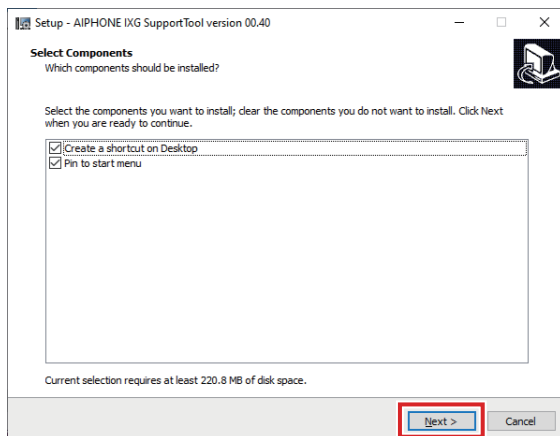 Setup - AIPHONE IXG SupportTool version 00.40
Select Components
Which components should be installed?
Select the components you want to install; clear the components you do not want to install. Click Next
when you are ready to continue.
Create a shortcut on Desktop
Pin to start menu
Current selection requires at least 220.8 MB of disk space.
Next >
Cancel